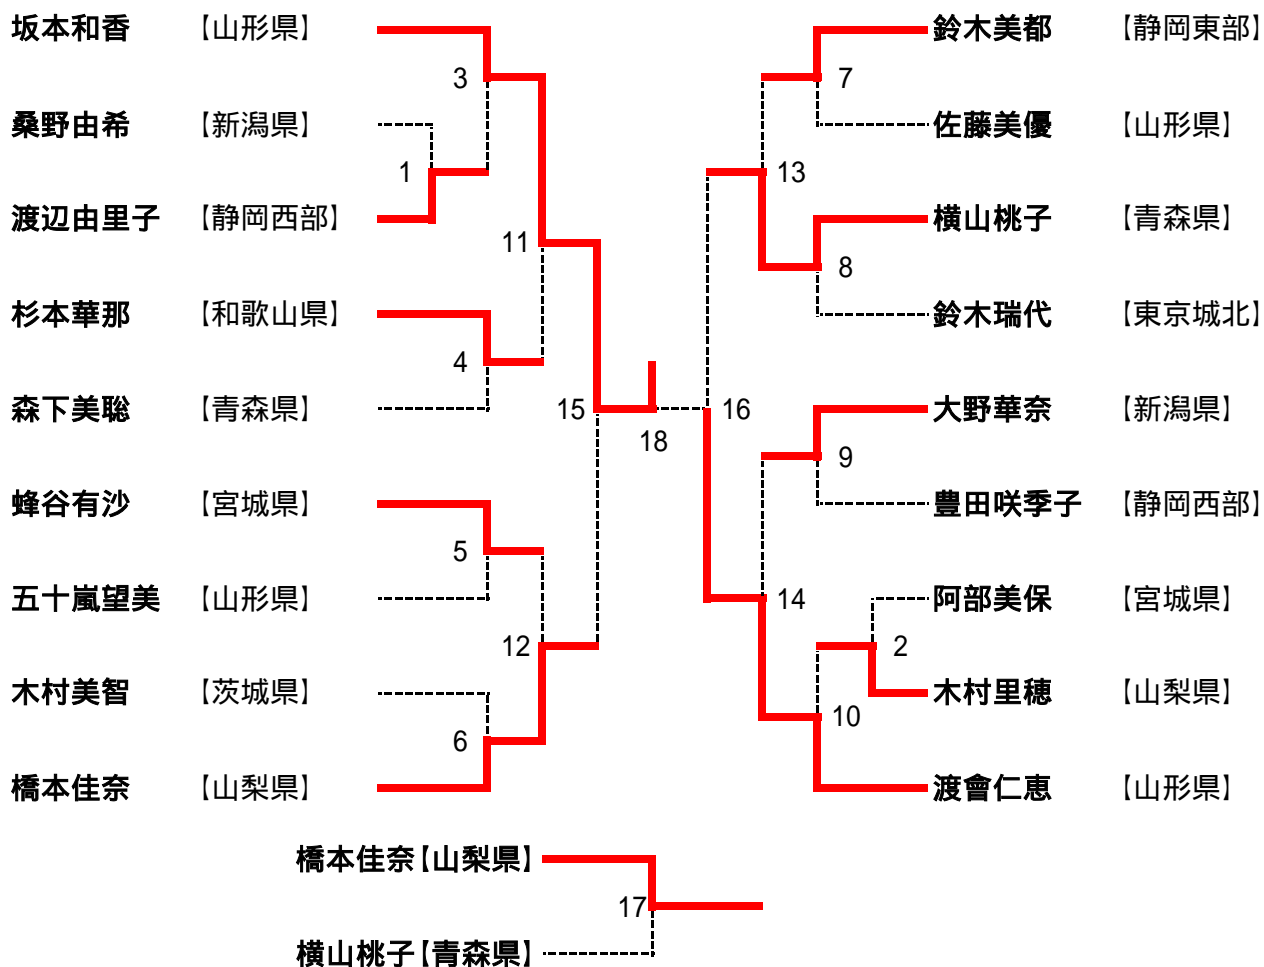 坂本和香 【山形県】
桑野由希 【新潟県】
渡辺由里子 【静岡西部】
杉本華那 【和歌山県】
森下美聡 【青森県】
蜂谷有沙 【宮城県】
五十嵐望美 【山形県】
木村美智 【茨城県】
橋本佳奈 【山梨県】
3
1
11
4
15
5
12
6
18
鈴木美都 【静岡東部】
佐藤美優 【山形県】
横山桃子 【青森県】
鈴木瑞代 【東京城北】
大野華奈 【新潟県】
豊田咲季子 【静岡西部】
阿部美保 【宮城県】
木村里穂 【山梨県】
渡會仁恵 【山形県】
7
13
8
16
9
14
2
10
橋本佳奈【山梨県】
17
横山桃子【青森県】